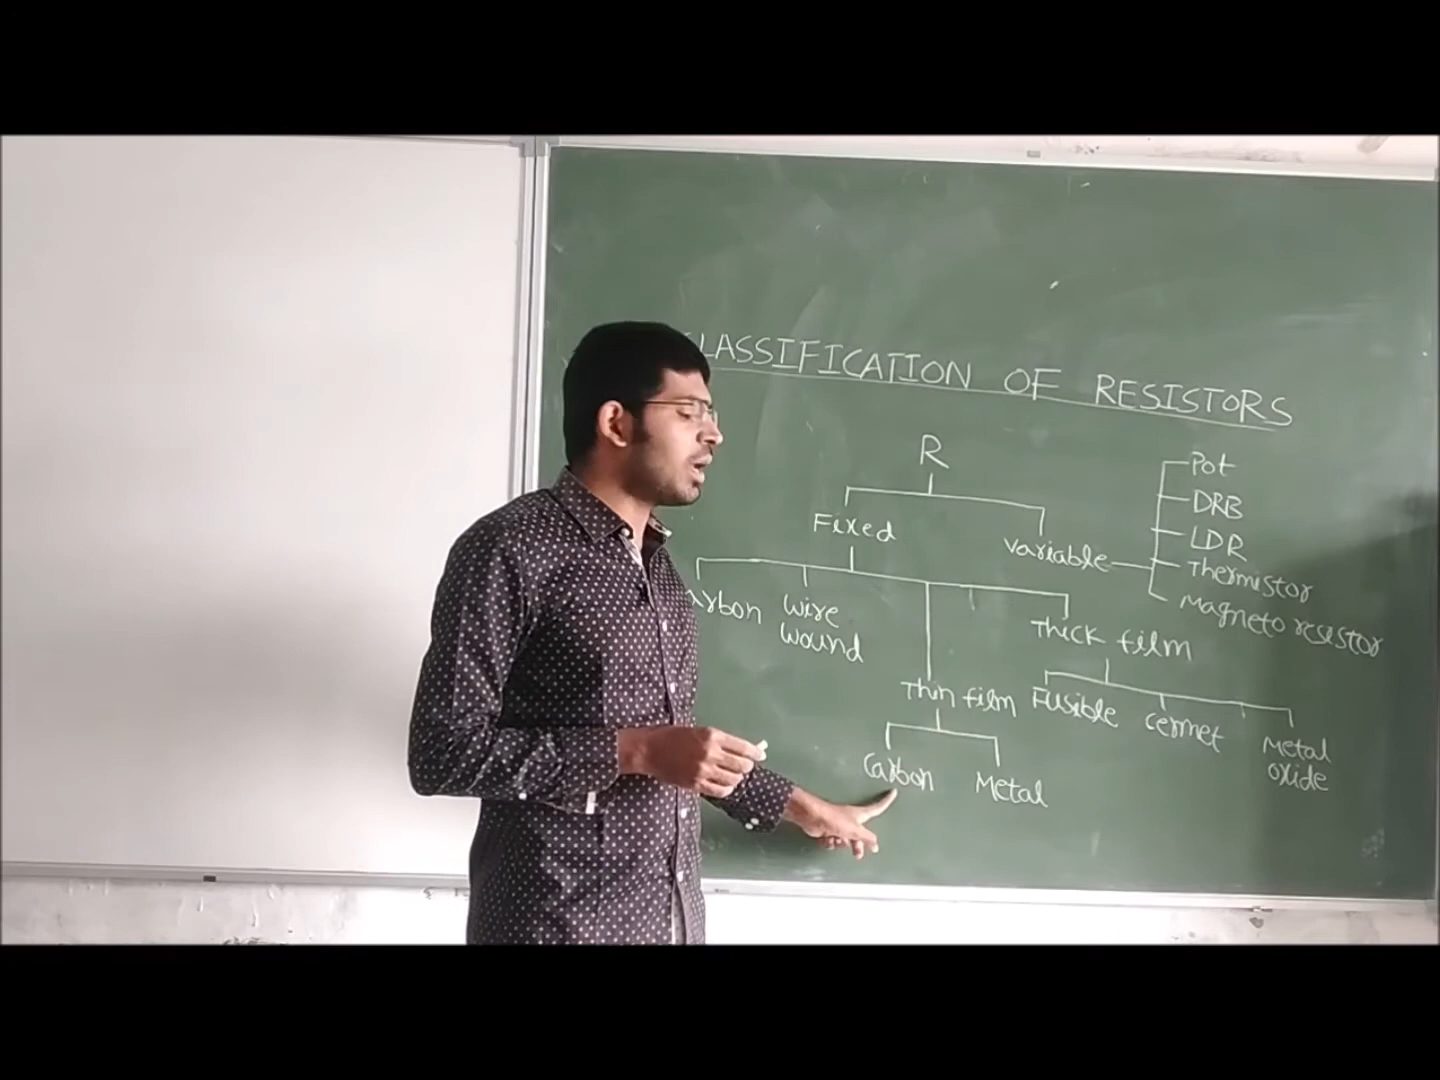 CLASSIFICATION OF RESISTORS
R
Fixed
Variable
Pot
DRB
LDR
Thermistor
Magneto resistor
arbon
wire
wound
Thin film
Thick film
Carbon
Metal
Fusible
cermet
Metal
oxide